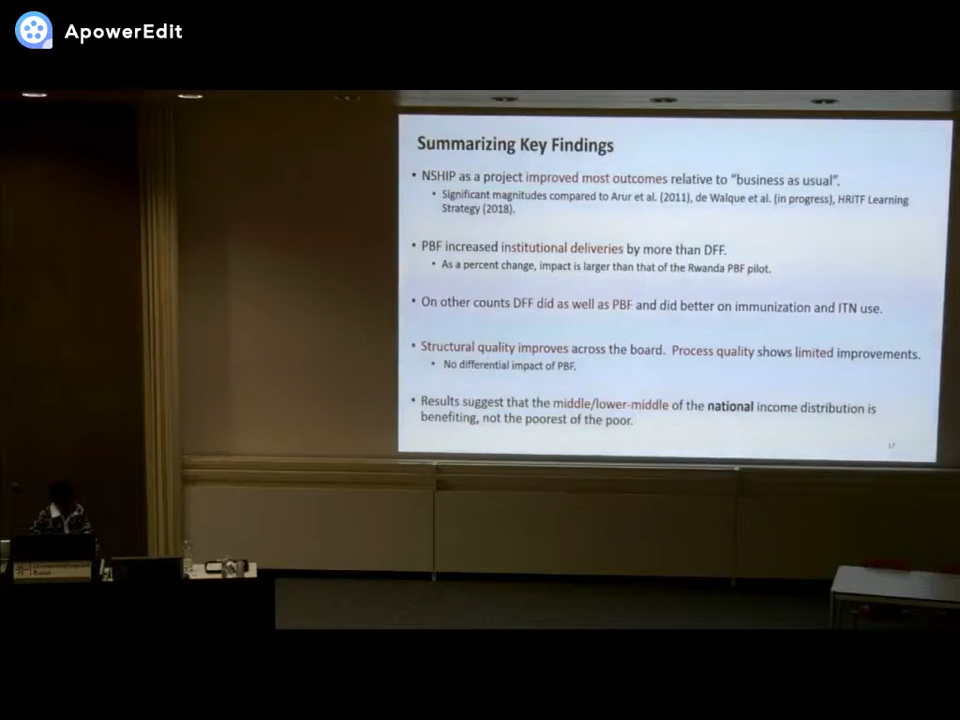 ApowerEdit
Summarizing Key Findings
• NSHIP as a project improved most outcomes relative to "business as usual".
• Significant magnitudes compared to Arur et al. (2011), de Walque et al. (in progress), HRITF Learning
Strategy (2018).
• PBF increased institutional deliveries by more than DFF.
• As a percent change, impact is larger than that of the Rwanda PBF pilot.
• On other counts DFF did as well as PBF and did better on immunization and ITN use.
• Structural quality improves across the board. Process quality shows limited improvements.
• No differential impact of PBF.
• Results suggest that the middle/lower-middle of the national income distribution is
benefiting, not the poorest of the poor.
17